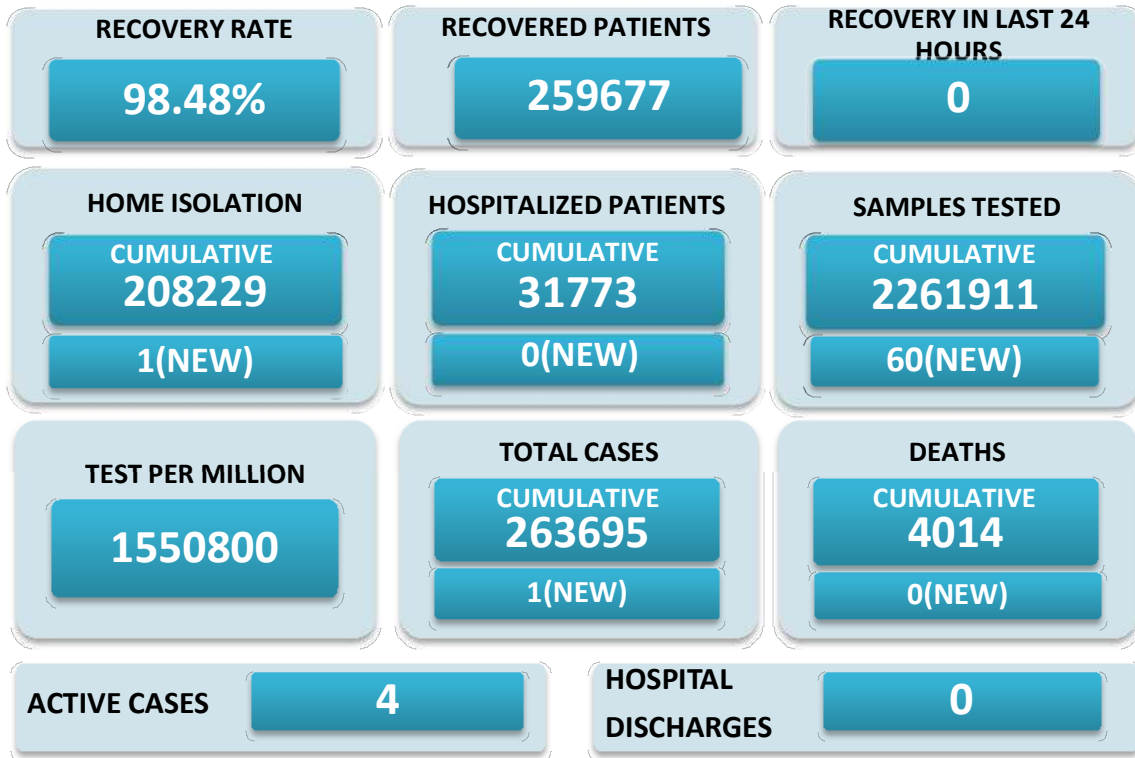 RECOVERY RATE
98.48%
RECOVERED PATIENTS
259677
RECOVERY IN LAST 24
HOURS
0
HOME ISOLATION
CUMULATIVE
208229
1(NEW)
HOSPITALIZED PATIENTS
CUMULATIVE
31773
0(NEW)
SAMPLES TESTED
CUMULATIVE
2261911
60(NEW)
TEST PER MILLION
1550800
TOTAL CASES
CUMULATIVE
263695
1(NEW)
DEATHS
CUMULATIVE
4014
0(NEW)
ACTIVE CASES
4
HOSPITAL
DISCHARGES
0